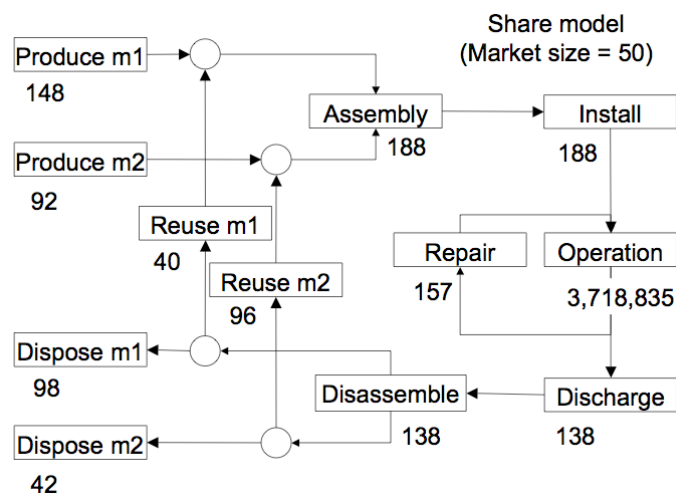 Share model
(Market size = 50)
Produce m1
148
Assembly
188
Install
188
Produce m2
92
Reuse m1
40
Repair
157
Operation
3,718,835
Reuse m2
96
Dispose m1
98
Disassemble
138
Discharge
138
Dispose m2
42